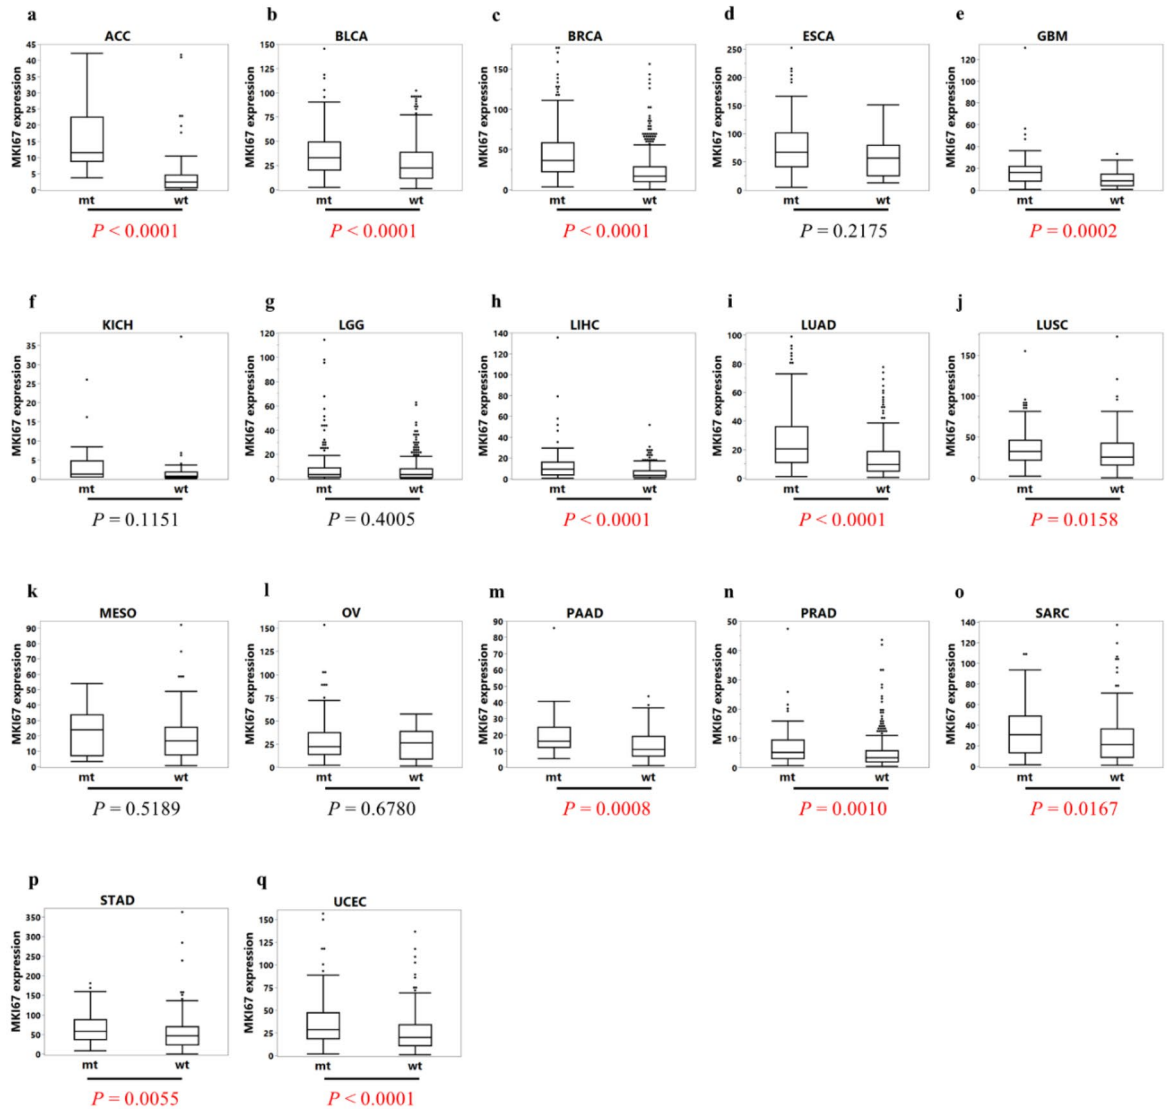 a
ACC
MKI67 expression
45
40
35
30
25
20
15
10
5
0
mt wt
P < 0.0001
b
BLCA
MKI67 expression
150
125
100
75
50
25
0
mt wt
P < 0.0001
c
BRCA
MKI67 expression
150
100
50
0
mt wt
P < 0.0001
d
ESCA
MKI67 expression
250
200
150
100
50
0
mt wt
P = 0.2175
e
GBM
MKI67 expression
120
100
80
60
40
20
0
mt wt
P = 0.0002
f
KICH
MKI67 expression
35
30
25
20
15
10
5
0
mt wt
P = 0.1151
g
LGG
MKI67 expression
120
100
80
60
40
20
0
mt wt
P = 0.4005
h
LIHC
MKI67 expression
140
120
100
80
60
40
20
0
mt wt
P < 0.0001
i
LUAD
MKI67 expression
100
80
60
40
20
0
mt wt
P < 0.0001
j
LUSC
MKI67 expression
150
100
50
0
mt wt
P = 0.0158
k
MESO
MKI67 expression
90
80
70
60
50
40
30
20
10
0
mt wt
P = 0.5189
l
OV
MKI67 expression
150
125
100
75
50
25
0
mt wt
P = 0.6780
m
PAAD
MKI67 expression
90
80
70
60
50
40
30
20
10
0
mt wt
P = 0.0008
n
PRAD
MKI67 expression
50
40
30
20
10
0
mt wt
P = 0.0010
o
SARC
MKI67 expression
140
120
100
80
60
40
20
0
mt wt
P = 0.0167
p
STAD
MKI67 expression
350
300
250
200
150
100
50
0
mt wt
P = 0.0055
q
UCEC
MKI67 expression
150
125
100
75
50
25
0
mt wt
P < 0.0001